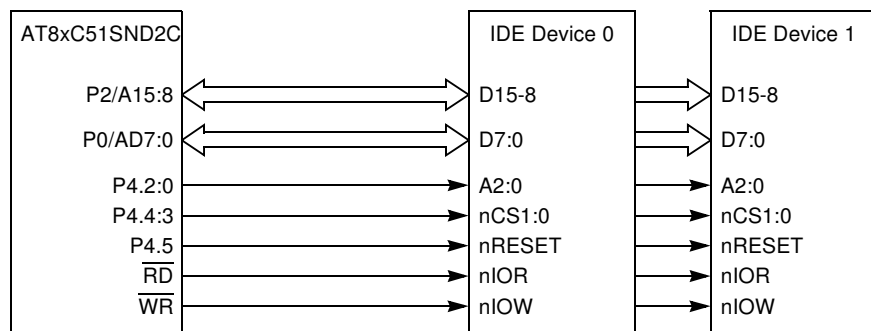 AT8xC51SND2C IDE Device 0 IDE Device 1
P2/A15:8 D15-8 D15-8
P0/AD7:0 D7:0 D7:0
P4.2:0 A2:0 A2:0
P4.4:3 nCS1:0 nCS1:0
P4.5 nRESET nRESET
RD nIOR nIOR
WR nIOW nIOW